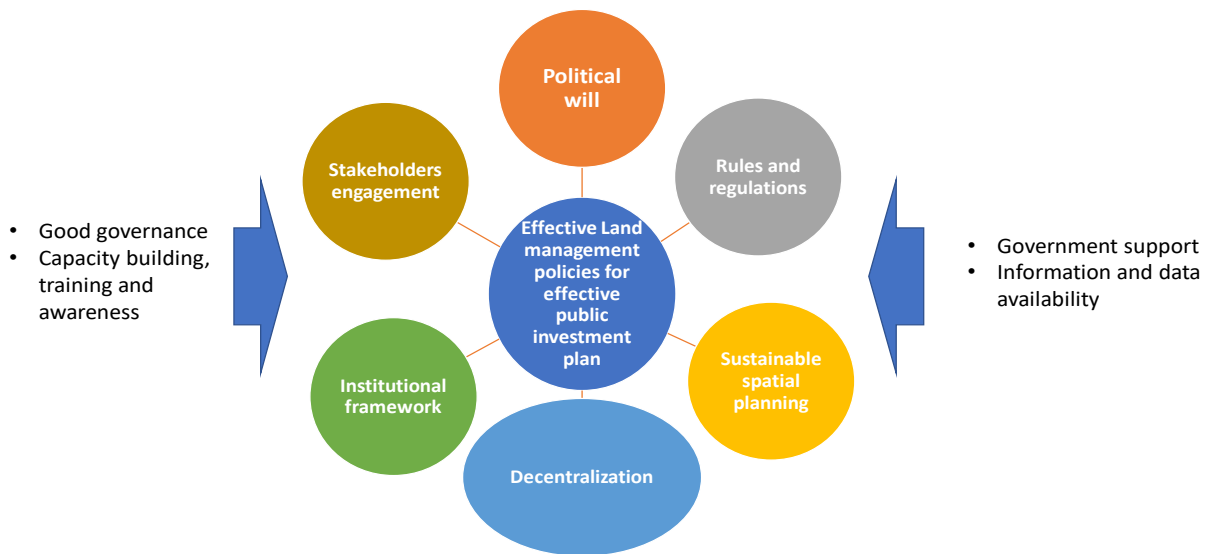 Political
will
Stakeholders
engagement
Rules and
regulations
• Good governance
• Capacity building,
training and
awareness
Effective Land
management
policies for
effective
public
investment
plan
• Government support
• Information and data
availability
Institutional
framework
Sustainable
spatial
planning
Decentralization